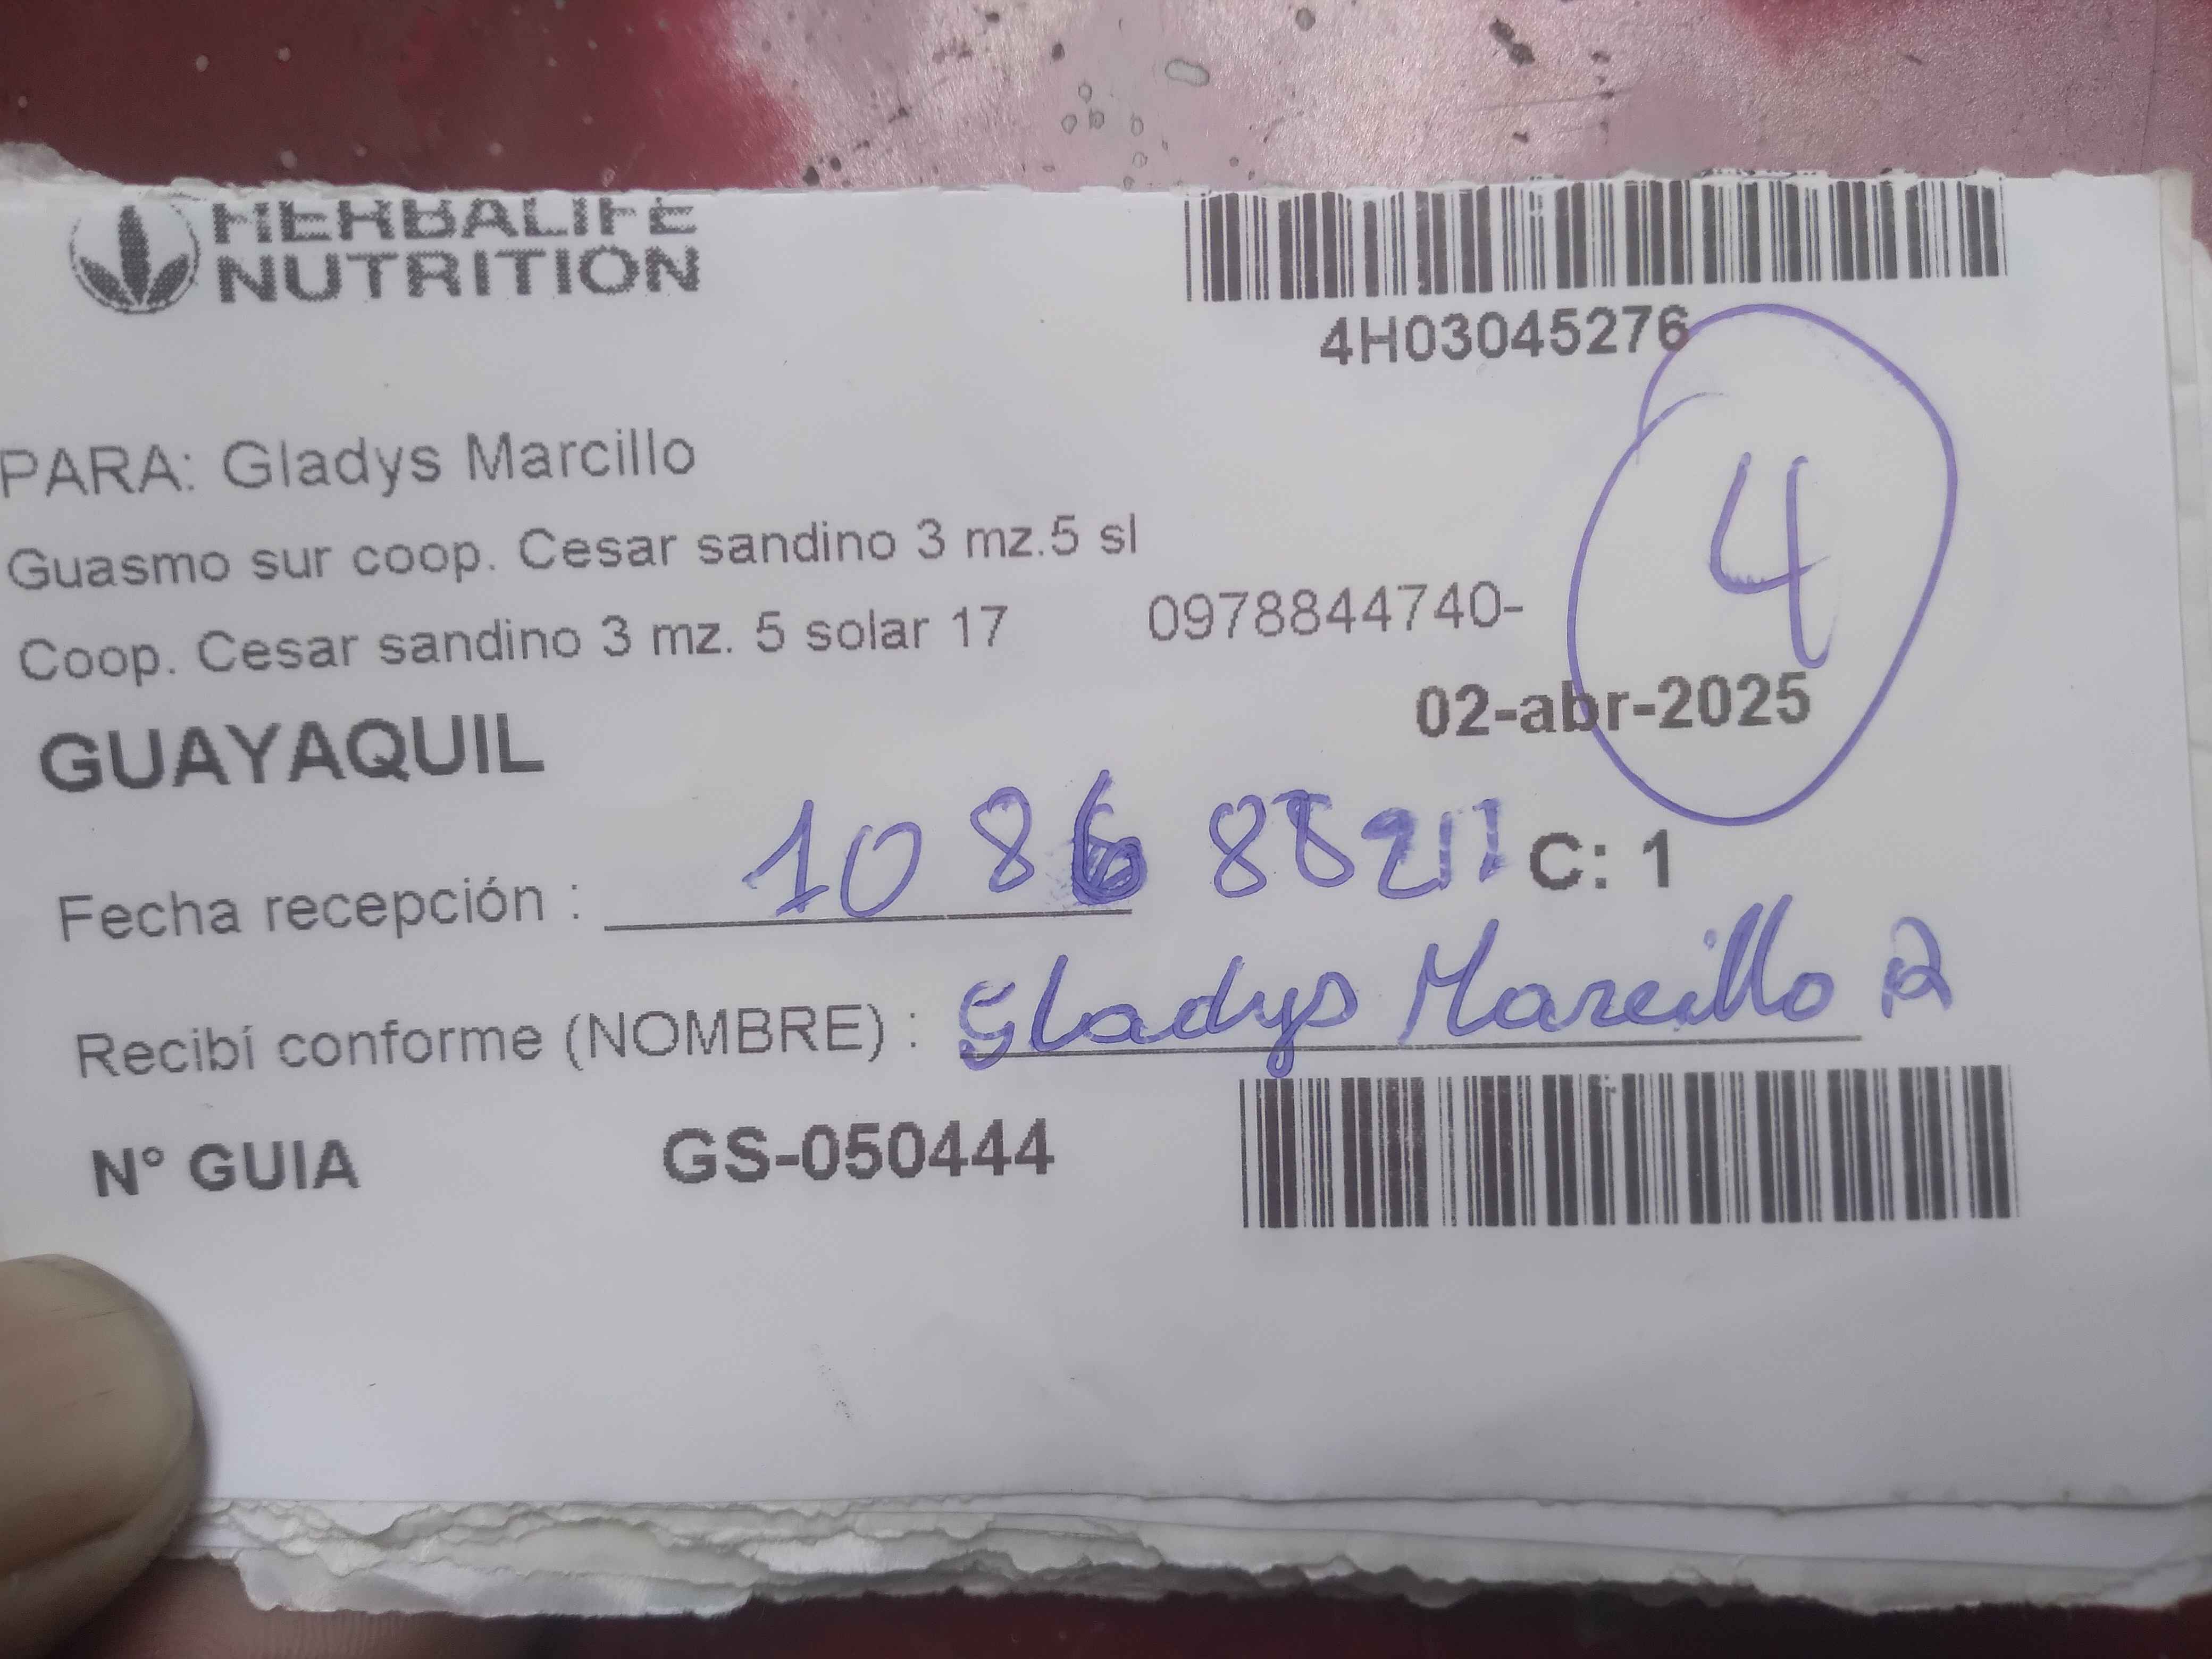 HERBALIFE
NUTRITION
4H03045276
4
PARA: Gladys Marcillo
Guasmo sur coop. Cesar sandino 3 mz.5 sl
Coop. Cesar sandino 3 mz. 5 solar 17 0978844740-
02-abr-2025
GUAYAQUIL
Fecha recepción : 10 86 C: 1
Recibí conforme (NOMBRE) : Gladys Marcillo R
N° GUIA GS-050444